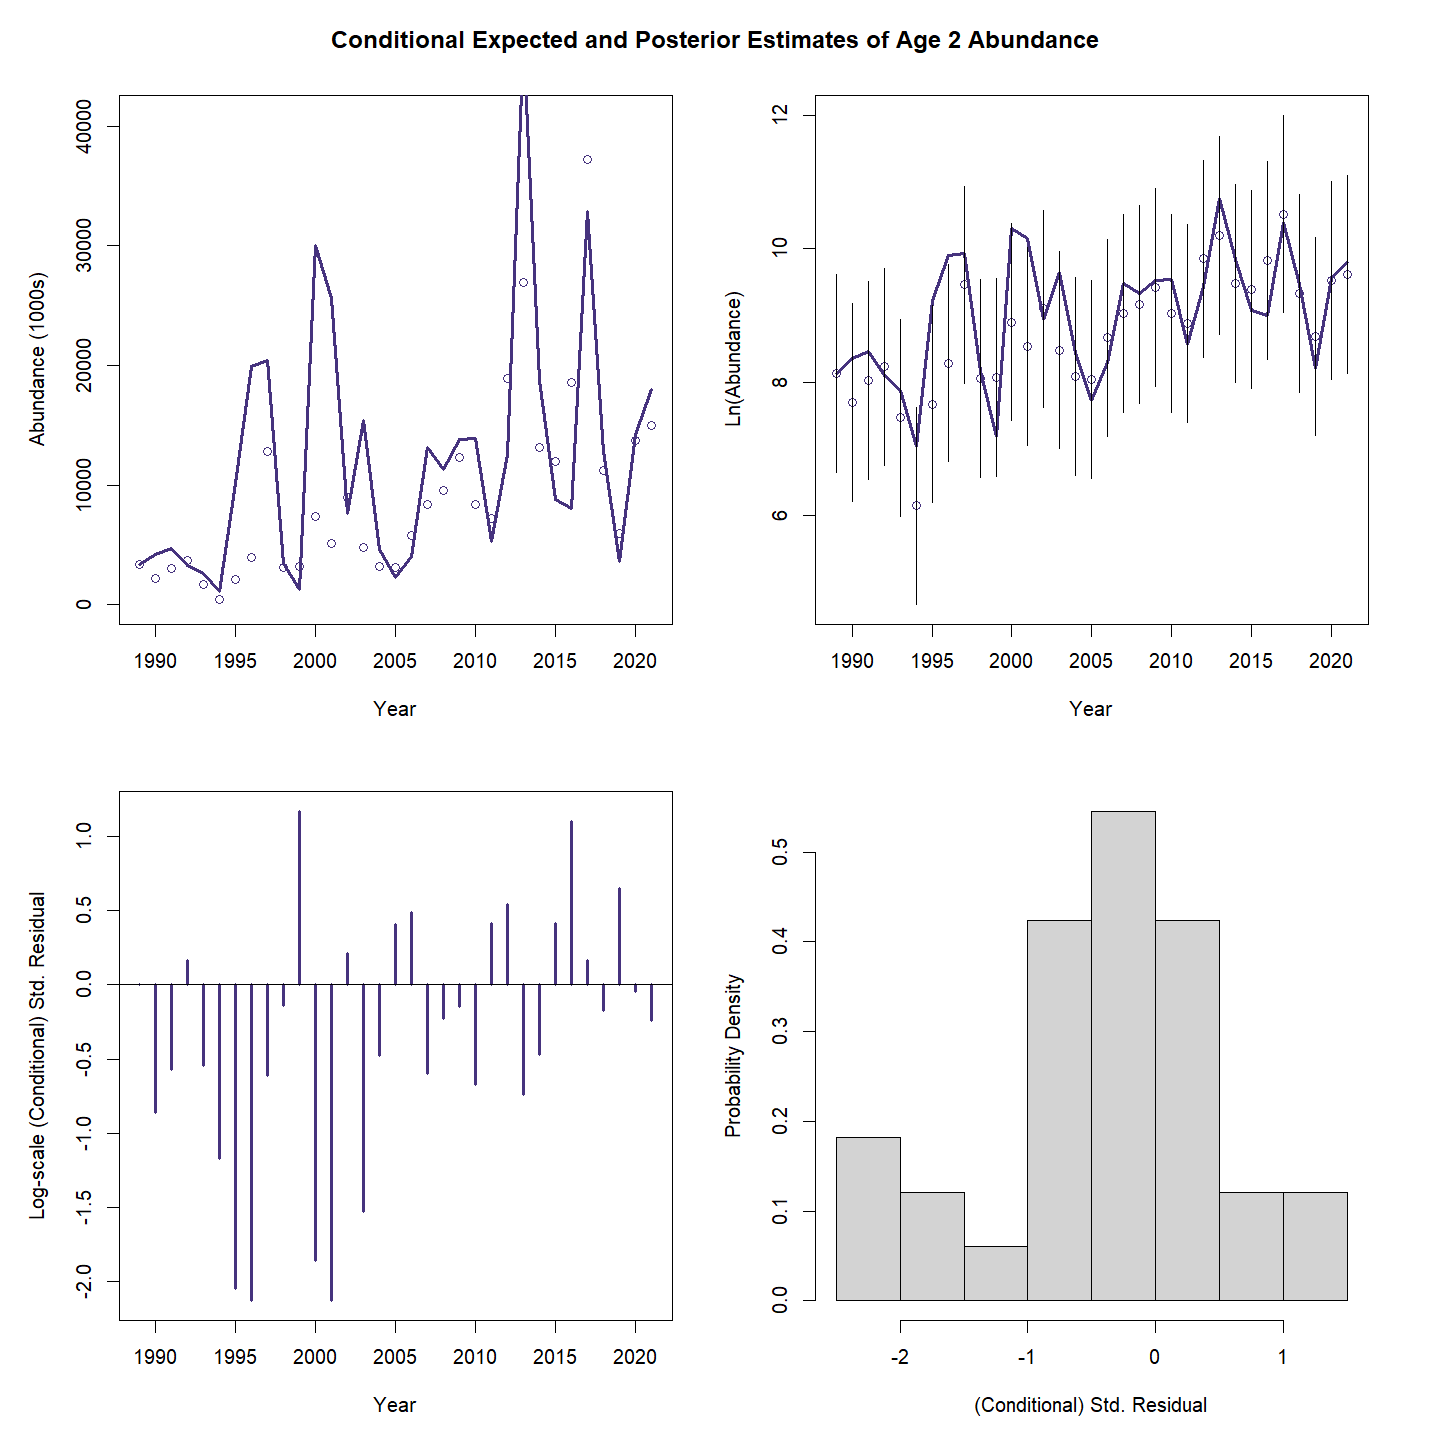 Conditional Expected and Posterior Estimates of Age 2 Abundance
Abundance (1000s)
40000
30000
20000
10000
0
1990 1995 2000 2005 2010 2015 2020
Year
Ln(Abundance)
12
10
8
6
1990 1995 2000 2005 2010 2015 2020
Year
Log-scale (Conditional) Std. Residual
1.0
0.5
0.0
-0.5
-1.0
-1.5
-2.0
1990 1995 2000 2005 2010 2015 2020
Year
Probability Density
0.5
0.4
0.3
0.2
0.1
0.0
-2 -1 0 1
(Conditional) Std. Residual